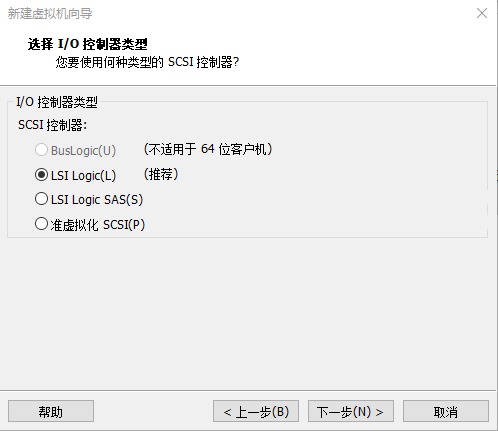 新建虚拟机向导
选择 I/O 控制器类型
您要使用何种类型的 SCSI 控制器?
I/O 控制器类型
SCSI 控制器:
BusLogic(U) （不适用于 64 位客户机）
LSI Logic(L) （推荐）
LSI Logic SAS(S)
准虚拟化 SCSI(P)
帮助 < 上一步(B) 下一步(N) > 取消